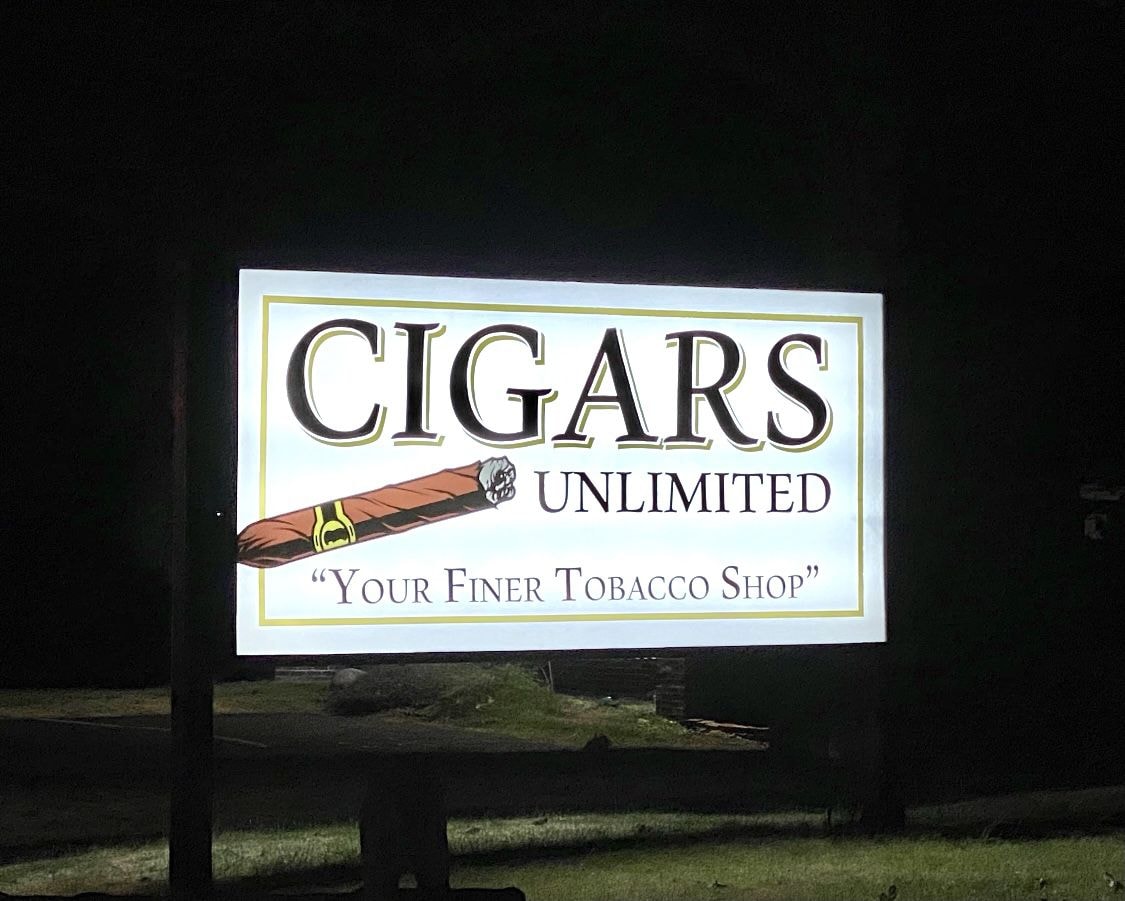 CIGARS
UNLIMITED
“YOUR FINER TOBACCO SHOP”